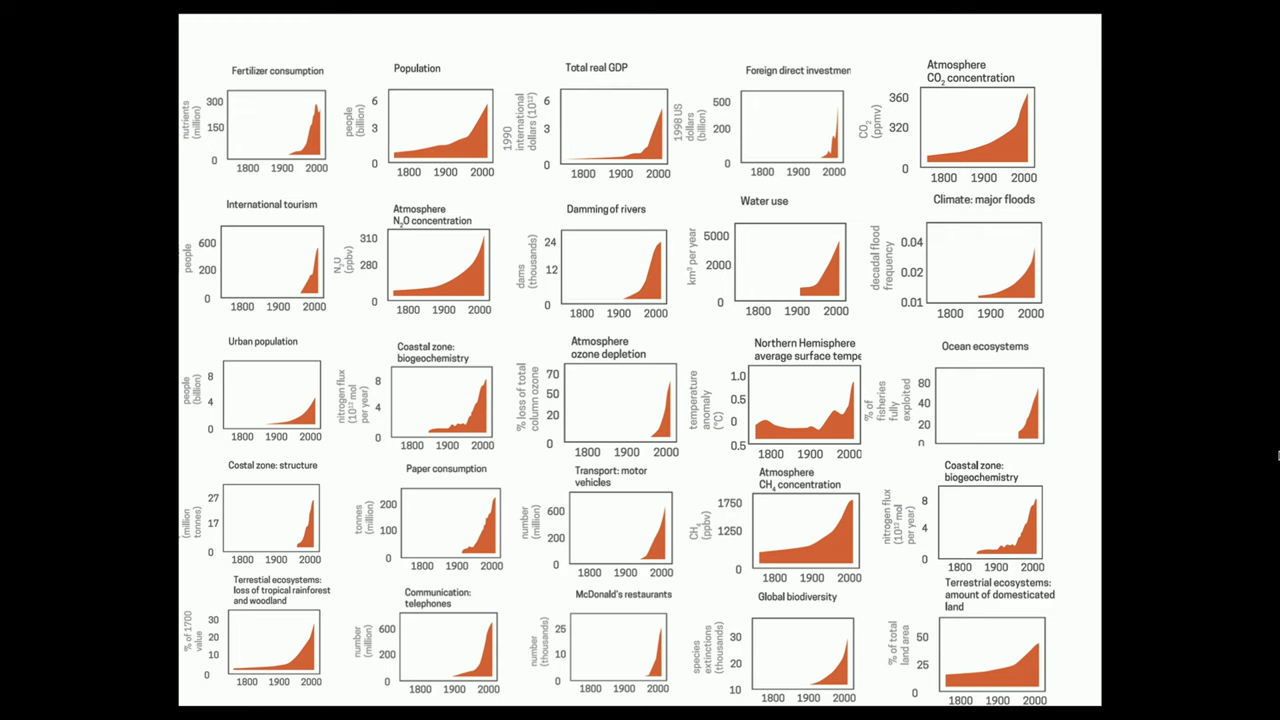 Fertilizer consumption
nutrients
(million)
300
150
0
1800 1900 2000
Population
people
(billion)
6
3
0
1800 1900 2000
Total real GDP
1990
international
dollars (10¹²)
6
3
0
1800 1900 2000
Foreign direct investmen
1998 US
dollars
(billion)
500
200
0
1800 1900 2000
Atmosphere
CO₂ concentration
CO₂
(ppmv)
360
320
0
1800 1900 2000
International tourism
people
600
200
0
1800 1900 2000
Atmosphere
N₂O concentration
N₂O
(ppbv)
310
280
0
1800 1900 2000
Damming of rivers
dams
(thousands)
24
12
0
1800 1900 2000
Water use
km³ per year
5000
2000
0
1800 1900 2000
Climate: major floods
decadal flood
frequency
0.04
0.02
0.01
1800 1900 2000
Urban population
people
(billion)
8
4
0
1800 1900 2000
Coastal zone:
biogeochemistry
nitrogen flux
(10¹² mol
per year)
8
4
0
1800 1900 2000
Atmosphere
ozone depletion
% loss of total
column ozone
70
50
20
0
1800 1900 2000
Northern Hemisphere
average surface tempe
temperature
anomaly
(°C)
1.0
0.5
0.5
1800 1900 2000
Ocean ecosystems
% of
fisheries
fully
exploited
80
40
20
0
1800 1900 2000
Costal zone: structure
(million
tonnes)
27
17
0
1800 1900 2000
Paper consumption
tonnes
(million)
200
100
0
1800 1900 2000
Transport: motor
vehicles
number
(million)
600
200
0
1800 1900 2000
Atmosphere
CH₄ concentration
CH₄
(ppbv)
1750
1250
0
1800 1900 2000
Coastal zone:
biogeochemistry
nitrogen flux
(10¹² mol
per year)
8
4
0
1800 1900 2000
Terrestial ecosystems:
loss of tropical rainforest
and woodland
% of 1700
value
30
20
10
0
1800 1900 2000
Communication:
telephones
number
(million)
600
200
0
1800 1900 2000
McDonald's restaurants
number
(thousands)
25
10
0
1800 1900 2000
Global biodiversity
species
extinctions
(thousands)
30
20
10
1800 1900 2000
Terrestrial ecosystems:
amount of domesticated
land
% of total
land area
50
25
0
1800 1900 2000